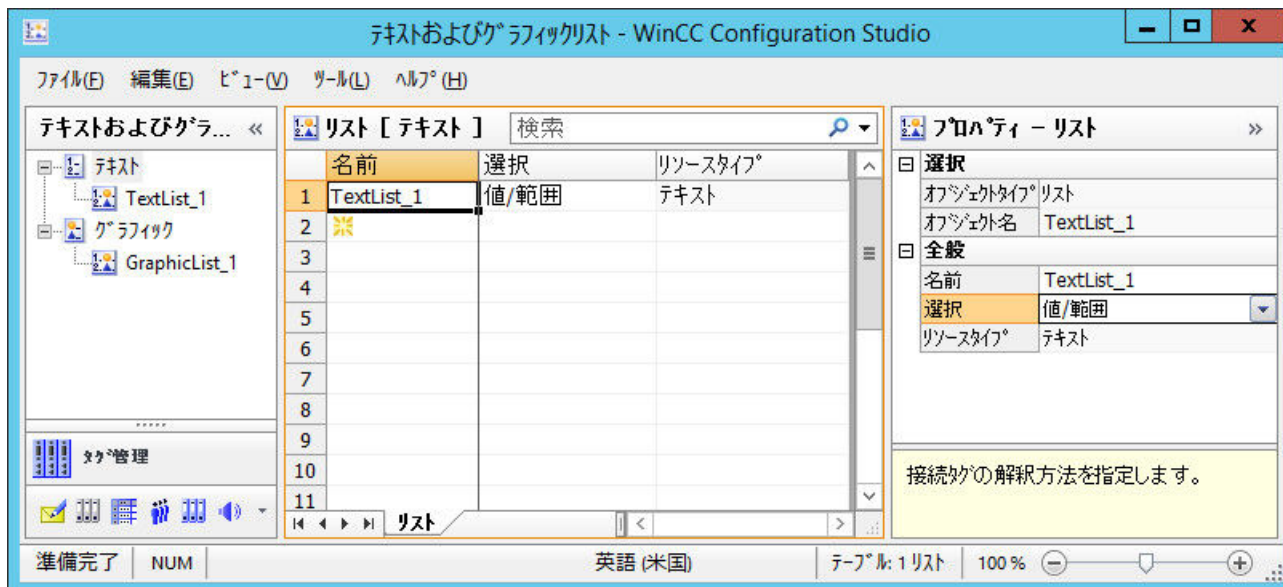 テキストおよびグラフィックリスト - WinCC Configuration Studio
ファイル(F) 編集(E) ビュー(V) ツール(L) ヘルプ(H)
テキストおよびグラ... «
テキスト
TextList_1
グラフィック
GraphicList_1
タグ管理
リスト [ テキスト ] 検索
名前 選択 リソースタイプ
1 TextList_1 値/範囲 テキスト
2
3
4
5
6
7
8
9
10
11
リスト
プロパティ - リスト »
選択
オブジェクトタイプ リスト
オブジェクト名 TextList_1
全般
名前 TextList_1
選択 値/範囲
リソースタイプ テキスト
接続タグの解釈方法を指定します。
準備完了 NUM 英語 (米国) テーブル: 1 リスト 100 %